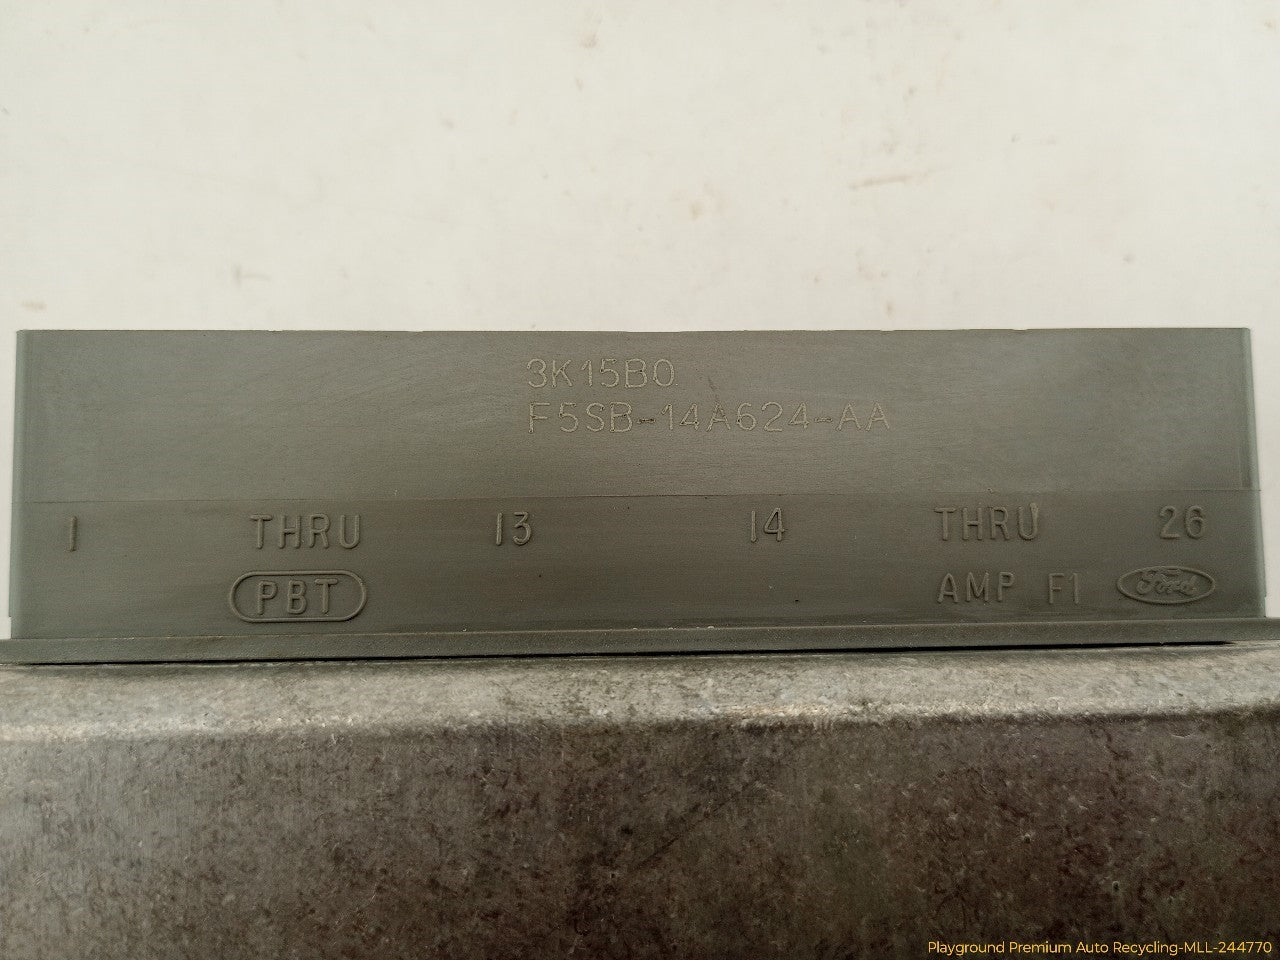 3K15B0
F5SB-14A624-AA
1 THRU 13 14 THRU 26
PBT AMP F1 Ford
Playground Premium Auto Recycling-MLL-244770